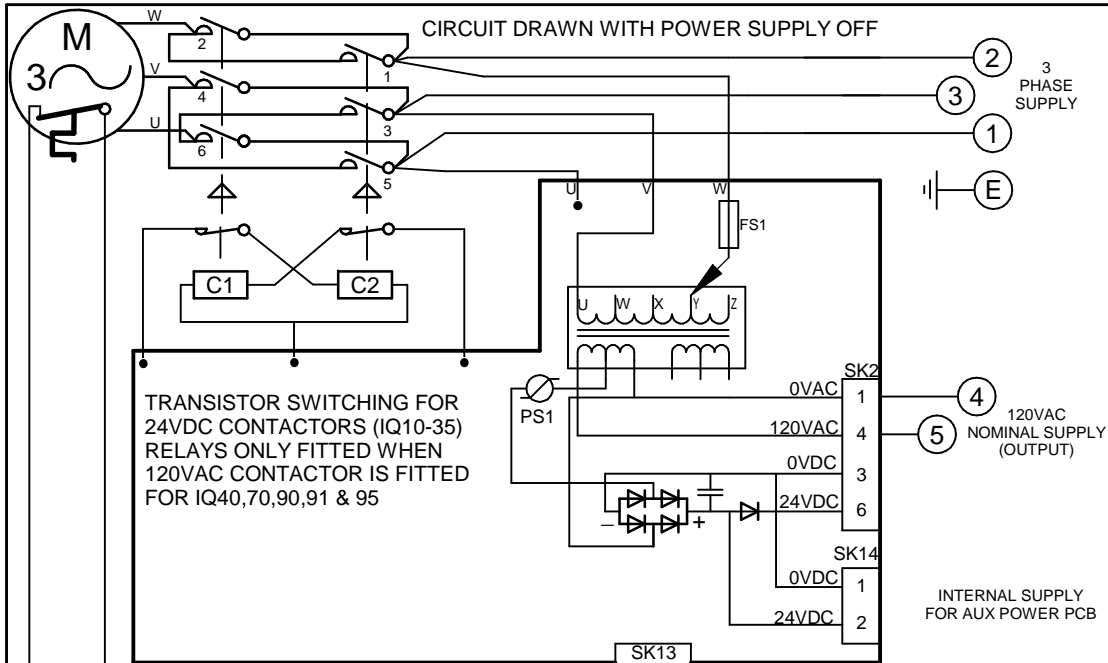 CIRCUIT DRAWN WITH POWER SUPPLY OFF
W
M
3
V
U
2
4
6
1
3
5
2
3
1
E
3
PHASE
SUPPLY
U
V
W
FS1
C1
C2
U
W
X
Y
Z
PS1
TRANSISTOR SWITCHING FOR
24VDC CONTACTORS (IQ10-35)
RELAYS ONLY FITTED WHEN
120VAC CONTACTOR IS FITTED
FOR IQ40,70,90,91 & 95
SK2
0VAC
1
120VAC
4
0VDC
3
24VDC
6
4
5
120VAC
NOMINAL SUPPLY
(OUTPUT)
–
+
SK14
0VDC
1
24VDC
2
INTERNAL SUPPLY
FOR AUX POWER PCB
SK13